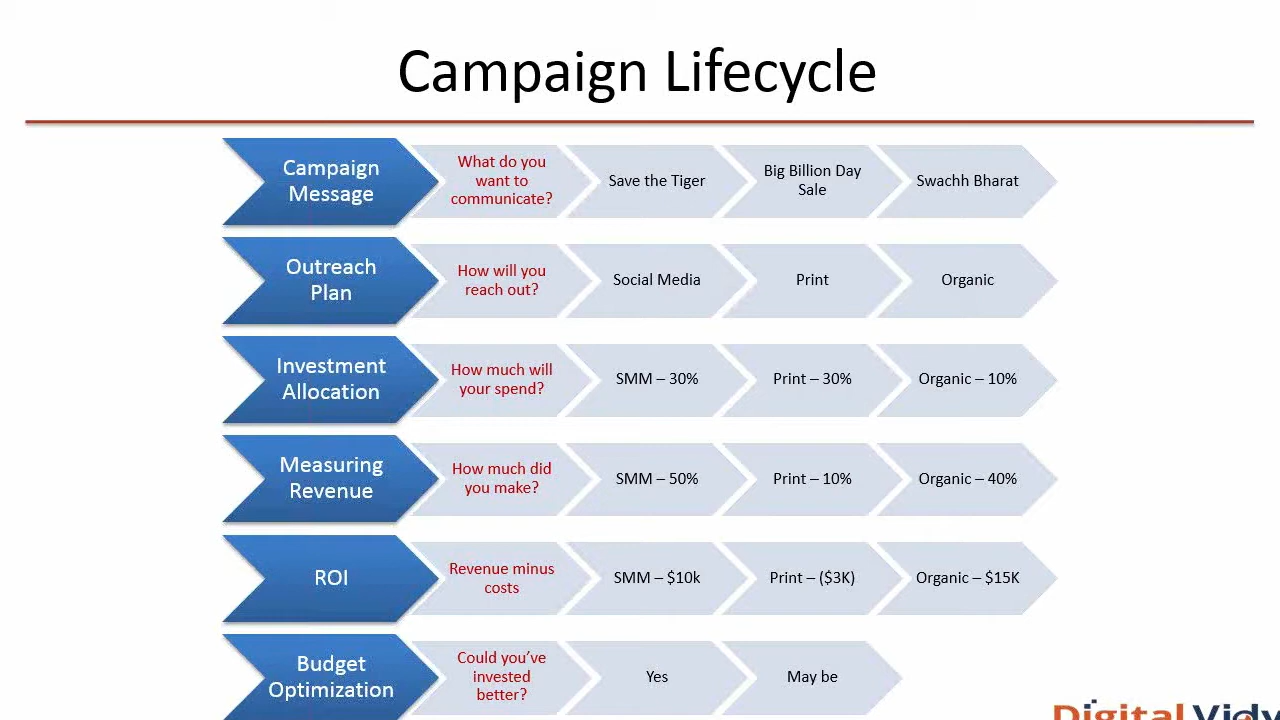 Campaign Lifecycle
Campaign
Message
What do you
want to
communicate?
Save the Tiger
Big Billion Day
Sale
Swachh Bharat
Outreach
Plan
How will you
reach out?
Social Media
Print
Organic
Investment
Allocation
How much will
your spend?
SMM – 30%
Print – 30%
Organic – 10%
Measuring
Revenue
How much did
you make?
SMM – 50%
Print – 10%
Organic – 40%
ROI
Revenue minus
costs
SMM – $10k
Print – ($3K)
Organic – $15K
Budget
Optimization
Could you’ve
invested
better?
Yes
May be
Digital Vidy